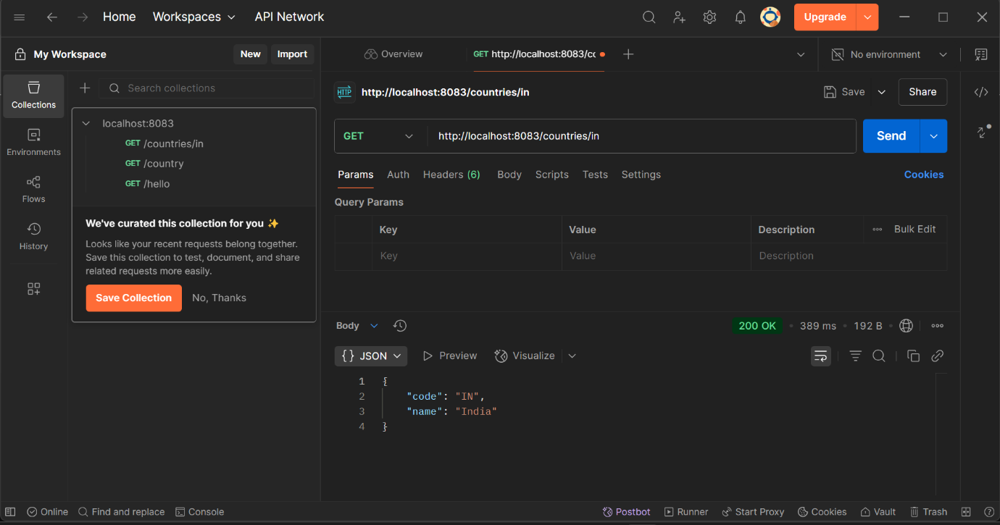 Home Workspaces API Network Upgrade
My Workspace New Import Overview GET http://localhost:8083/cc No environment
Collections
Search collections
http://localhost:8083/countries/in Save Share
localhost:8083
GET /countries/in
GET /country
GET /hello
Environments
Flows
History
We've curated this collection for you ✨
Looks like your recent requests belong together.
Save this collection to test, document, and share
related requests more easily.
Save Collection No, Thanks
HTTP
GET http://localhost:8083/countries/in Send
Params Auth Headers (6) Body Scripts Tests Settings Cookies
Query Params
Key Value Description Bulk Edit
Key Value Description
Body 200 OK • 389 ms • 192 B
{} JSON Preview Visualize
1 {
2 "code": "IN",
3 "name": "India"
4 }
Online Find and replace Console Postbot Runner Start Proxy Cookies Vault Trash